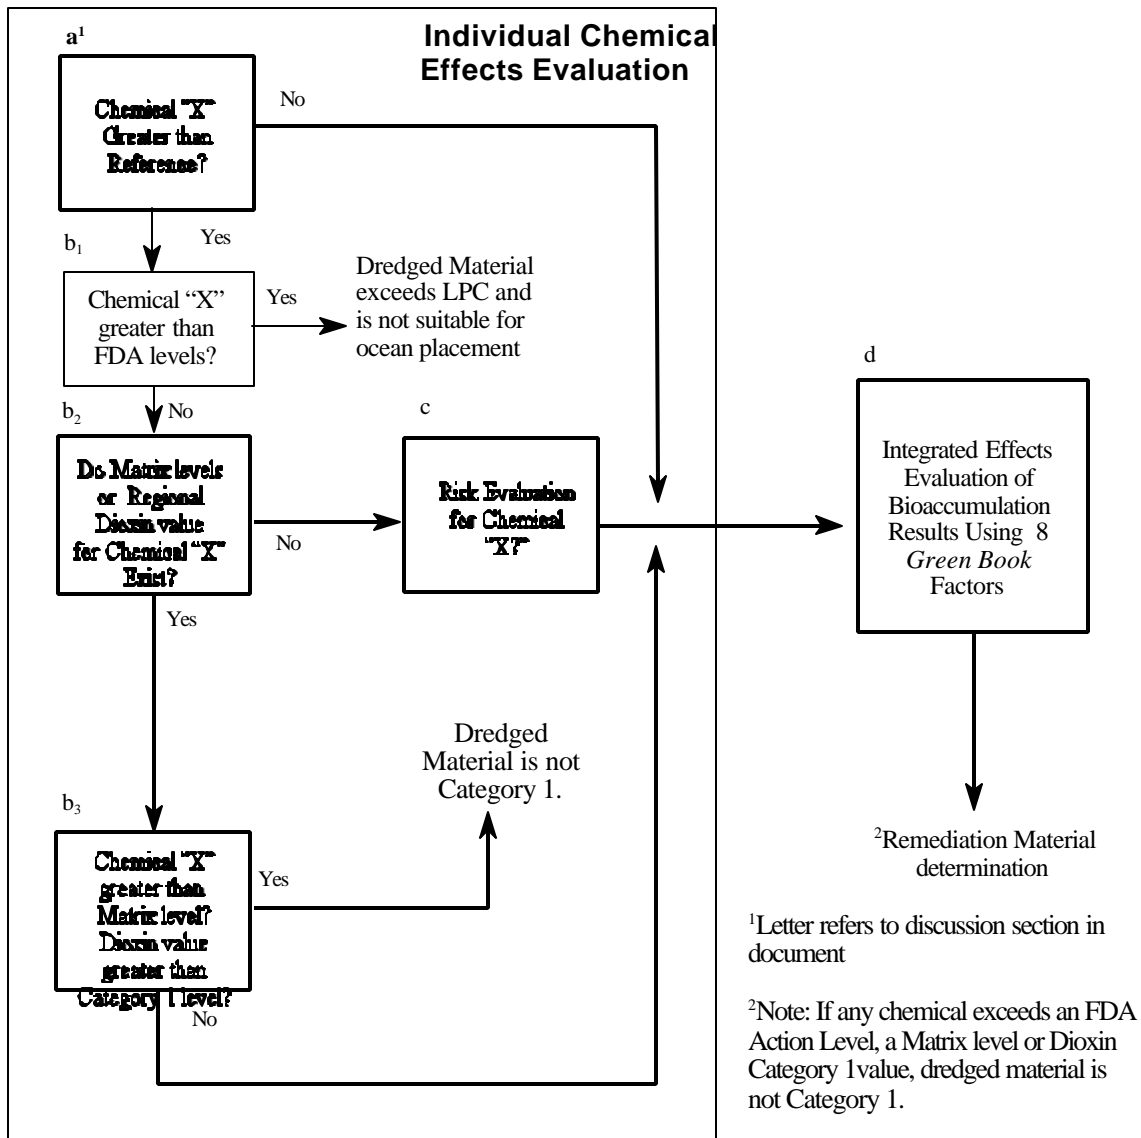 a1
Individual Chemical
Effects Evaluation
Chemical "X"
Greater than
Reference?
No
Yes
b1
Chemical “X”
greater than
FDA levels?
Yes
Dredged Material
exceeds LPC and
is not suitable for
ocean placement
No
b2
Do Matrix levels
or Regional
Dioxin value
for Chemical "X"
Exist?
No
c
Risk Evaluation
for Chemical
"X?"
d
Integrated Effects
Evaluation of
Bioaccumulation
Results Using 8
Green Book
Factors
Yes
b3
Chemical "X"
greater than
Matrix level?
Dioxin value
greater than
Category 1 level?
Yes
Dredged
Material is not
Category 1.
No
2Remediation Material
determination
1Letter refers to discussion section in
document
2Note: If any chemical exceeds an FDA
Action Level, a Matrix level or Dioxin
Category 1value, dredged material is
not Category 1.